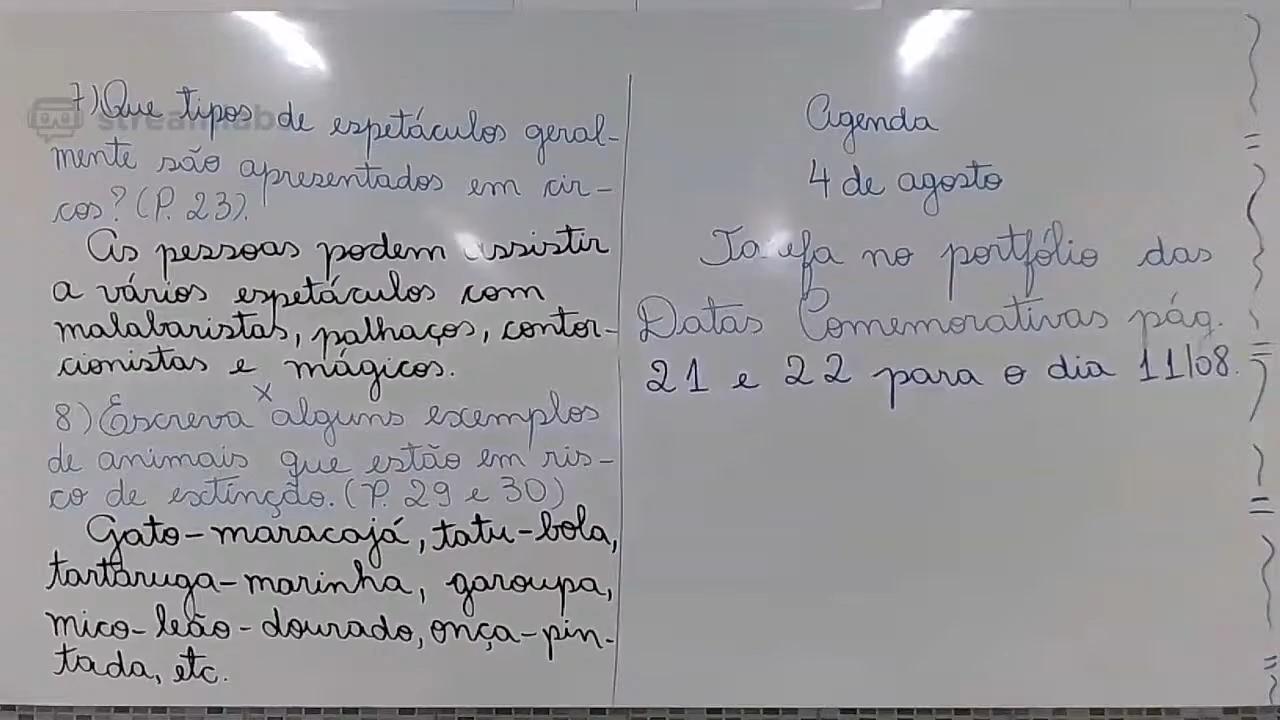 7) Que tipos de espetáculos geral-
mente são apresentados em cir-
cos? (P. 23).
As pessoas podem assistir
a vários espetáculos com
malabaristas, palhaços, contor-
cionistas e mágicos.
8) Escreva x alguns exemplos
de animais que estão em ris-
co de extinção. (P. 29 e 30)
Gato-maracajá, tatu-bola,
tartaruga-marinha, garoupa,
mico-leão-dourado, onça-pin-
tada, etc.
streamlabs
Agenda
4 de agosto
Tarefa no portfólio das
Datas Comemorativas pág.
21 e 22 para o dia 11/08.